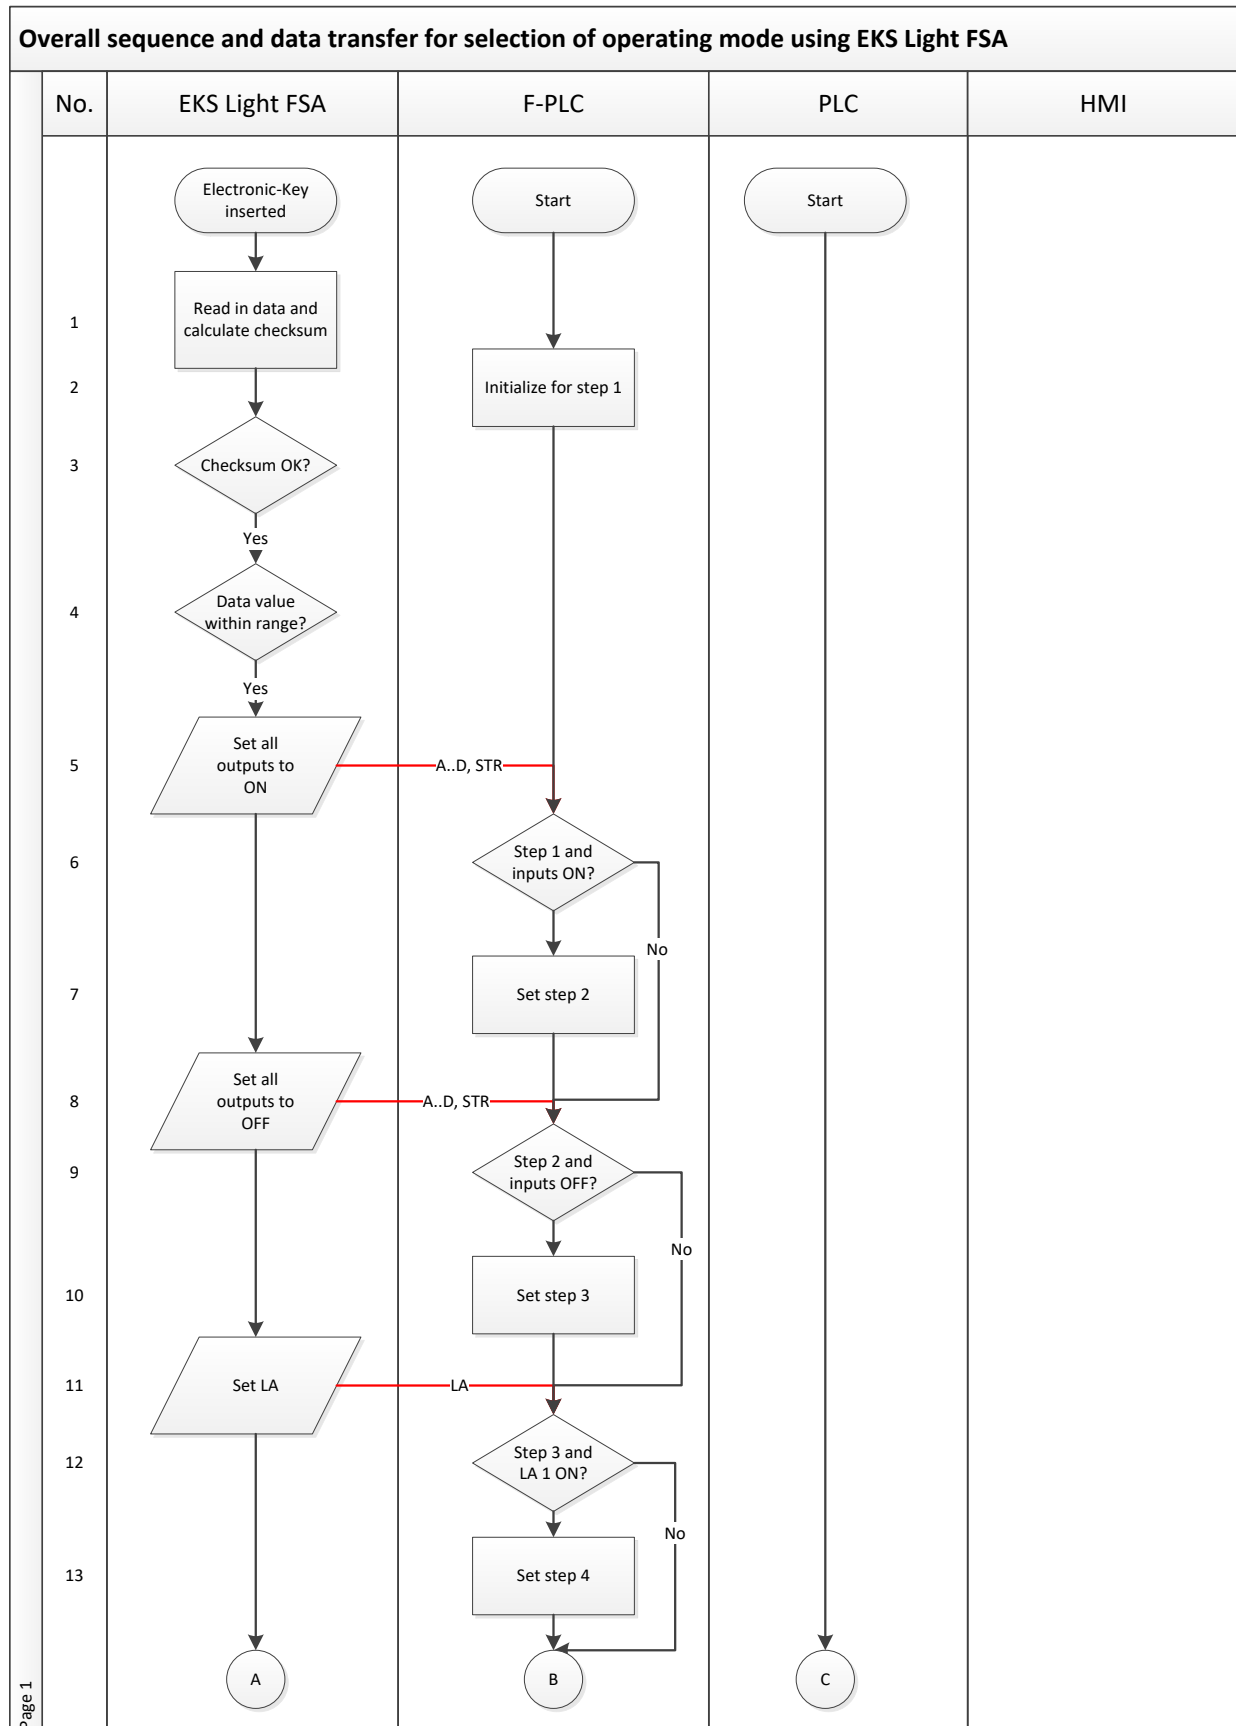 Overall sequence and data transfer for selection of operating mode using EKS Light FSA
No.
EKS Light FSA
F-PLC
PLC
HMI
Electronic-Key
inserted
Start
Start
1
Read in data and
calculate checksum
2
Initialize for step 1
3
Checksum OK?
Yes
4
Data value
within range?
Yes
5
Set all
outputs to
ON
A..D, STR
6
Step 1 and
inputs ON?
No
7
Set step 2
8
Set all
outputs to
OFF
A..D, STR
9
Step 2 and
inputs OFF?
No
10
Set step 3
11
Set LA
LA
12
Step 3 and
LA 1 ON?
No
13
Set step 4
A
B
C
Page 1